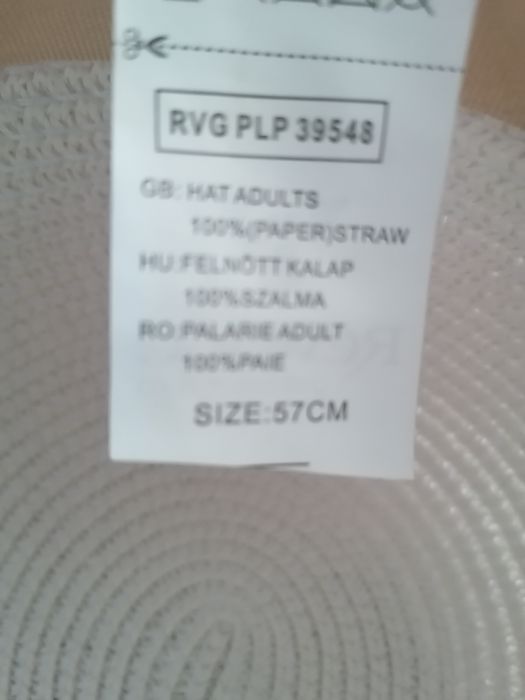 RVG PLP 39548
GB: HAT ADULTS
100%(PAPER)STRAW
HU:FELNŐTT KALAP
100%SZALMA
RO:PALARIE ADULT
100%PAIE
SIZE:57CM